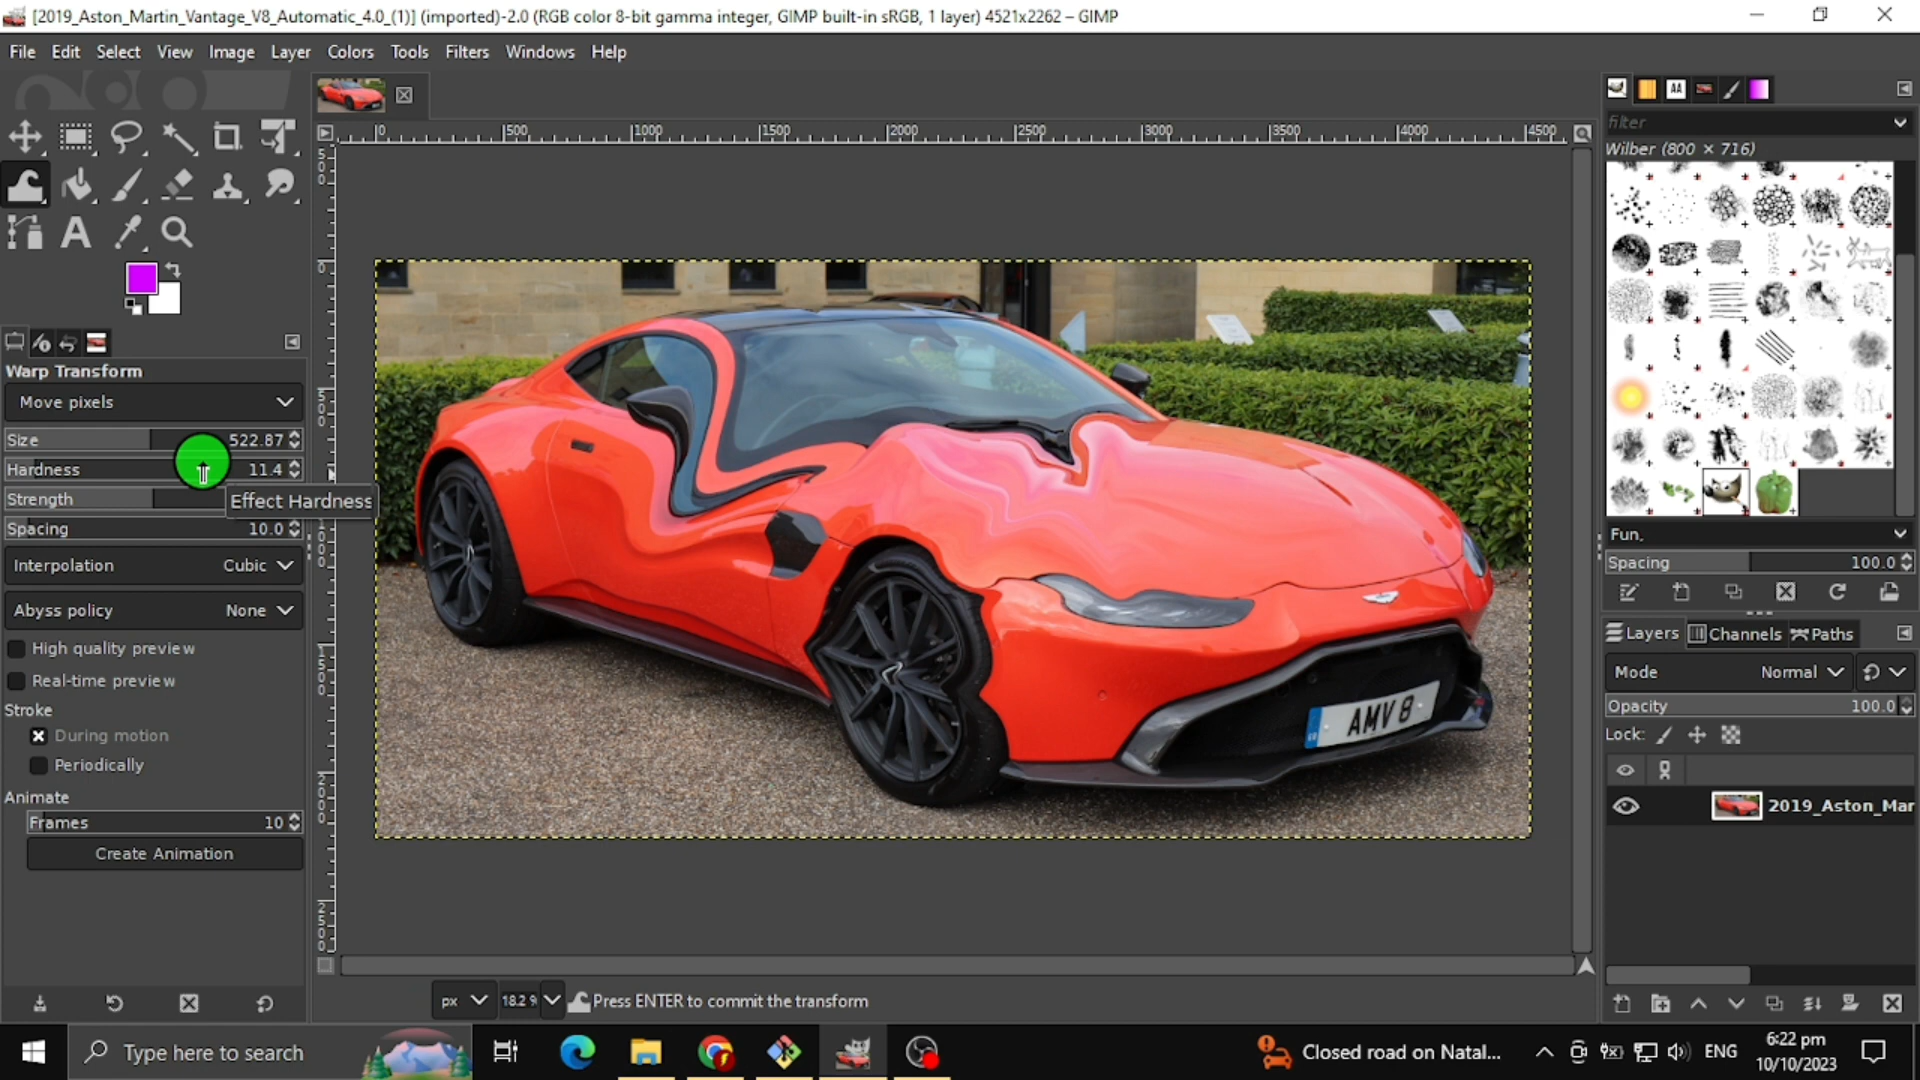 [2019_Aston_Martin_Vantage_V8_Automatic_4.0_(1)] (imported)-2.0 (RGB color 8-bit gamma integer, GIMP built-in sRGB, 1 layer) 4521x2262 – GIMP
File Edit Select View Image Layer Colors Tools Filters Windows Help
0 500 1000 1500 2000 2500 3000 3500 4000 4500
filter
Wilber (800 × 716)
Warp Transform
Move pixels
Size 522.87
Hardness 11.4
Strength
Effect Hardness
Spacing 10.0
Interpolation Cubic
Abyss policy None
High quality preview
Real-time preview
Stroke
During motion
Periodically
Animate
Frames 10
Create Animation
AMV 8
Fun,
Spacing 100.0
Layers Channels Paths
Mode Normal
Opacity 100.0
Lock:
2019_Aston_Mar
px 18.2 % Press ENTER to commit the transform
Type here to search
Closed road on Natal...
ENG
6:22 pm
10/10/2023